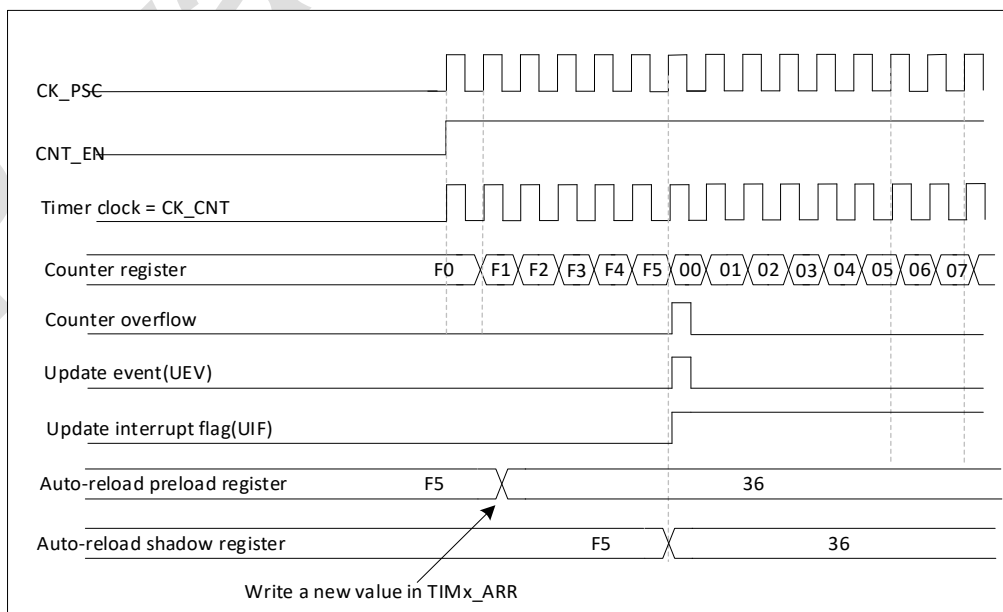 CK_PSC
CNT_EN
Timer clock = CK_CNT
Counter register F0 F1 F2 F3 F4 F5 00 01 02 03 04 05 06 07
Counter overflow
Update event(UEV)
Update interrupt flag(UIF)
Auto-reload preload register F5 36
Auto-reload shadow register F5 36
Write a new value in TIMx_ARR